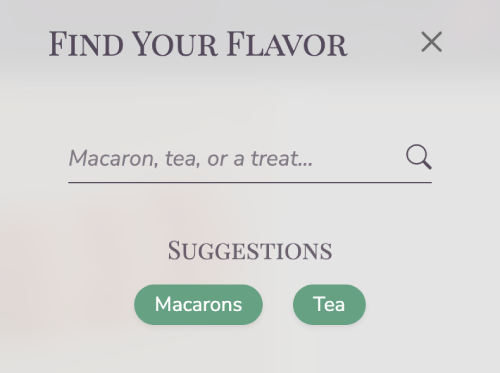 Find Your Flavor
Macaron, tea, or a treat...
Suggestions
Macarons
Tea